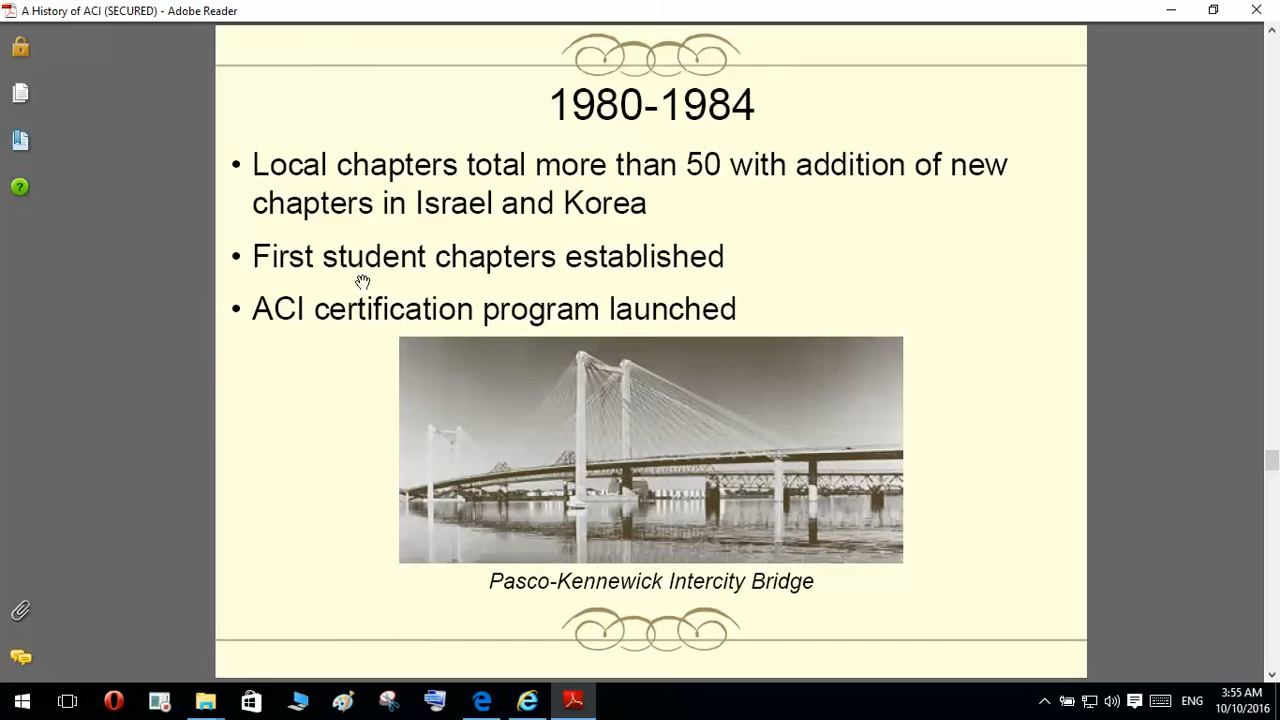 A History of ACI (SECURED) - Adobe Reader
1980-1984
• Local chapters total more than 50 with addition of new
chapters in Israel and Korea
• First student chapters established
• ACI certification program launched
Pasco-Kennewick Intercity Bridge
ENG
3:55 AM
10/10/2016